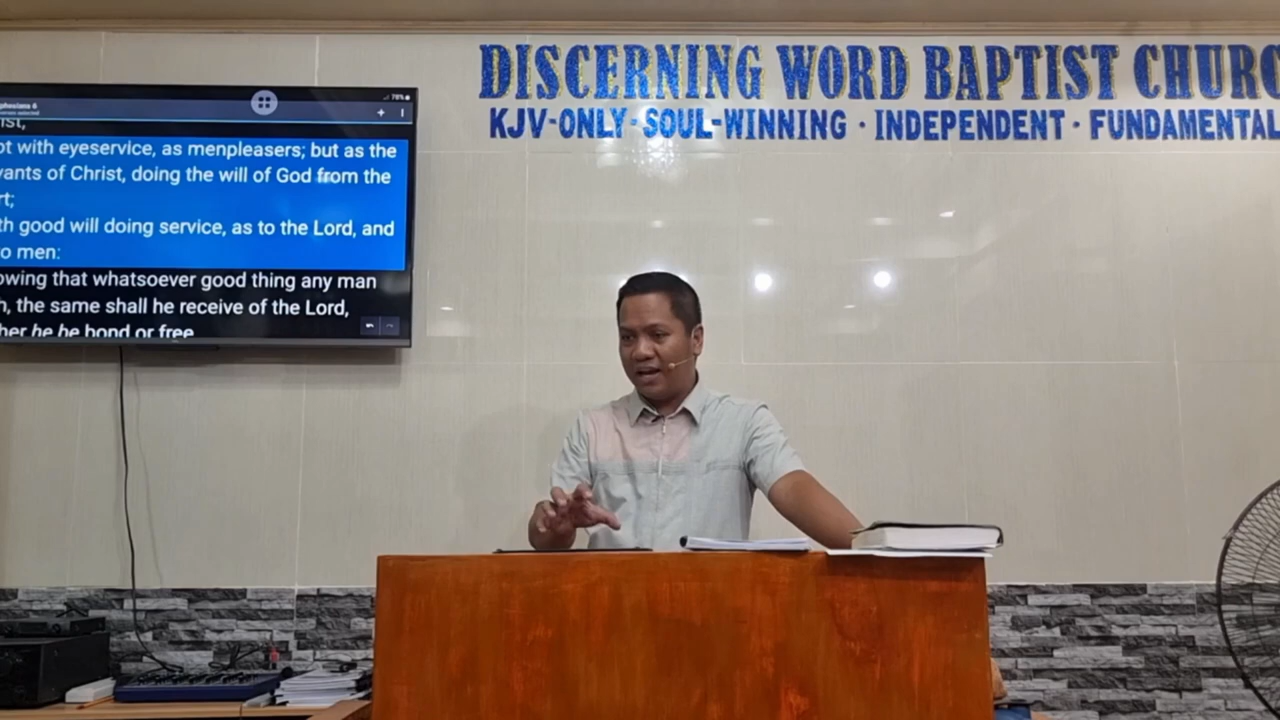 DISCERNING WORD BAPTIST CHURC
KJV-ONLY·SOUL-WINNING · INDEPENDENT · FUNDAMENTAL
phesians 6
78%
ist,
ot with eyeservice, as menpleasers; but as the
vants of Christ, doing the will of God from the
rt;
th good will doing service, as to the Lord, and
o men:
owing that whatsoever good thing any man
h, the same shall he receive of the Lord,
her he be bond or free